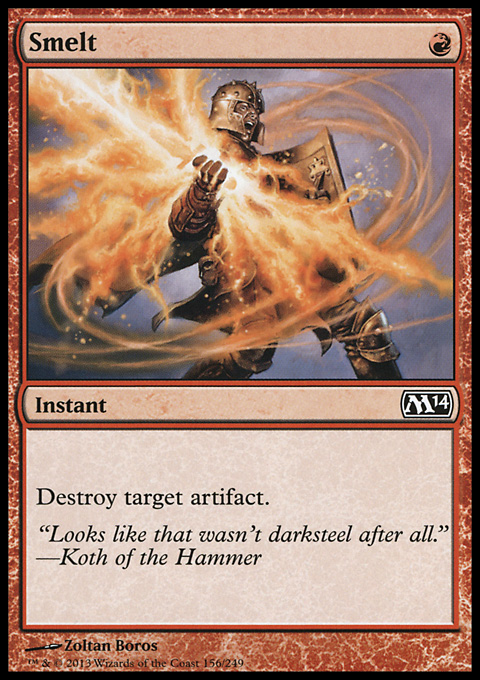 Smelt
Instant
M14
Destroy target artifact.
“Looks like that wasn’t darksteel after all.”
—Koth of the Hammer
Zoltan Boros
™ & © 2013 Wizards of the Coast 156/249